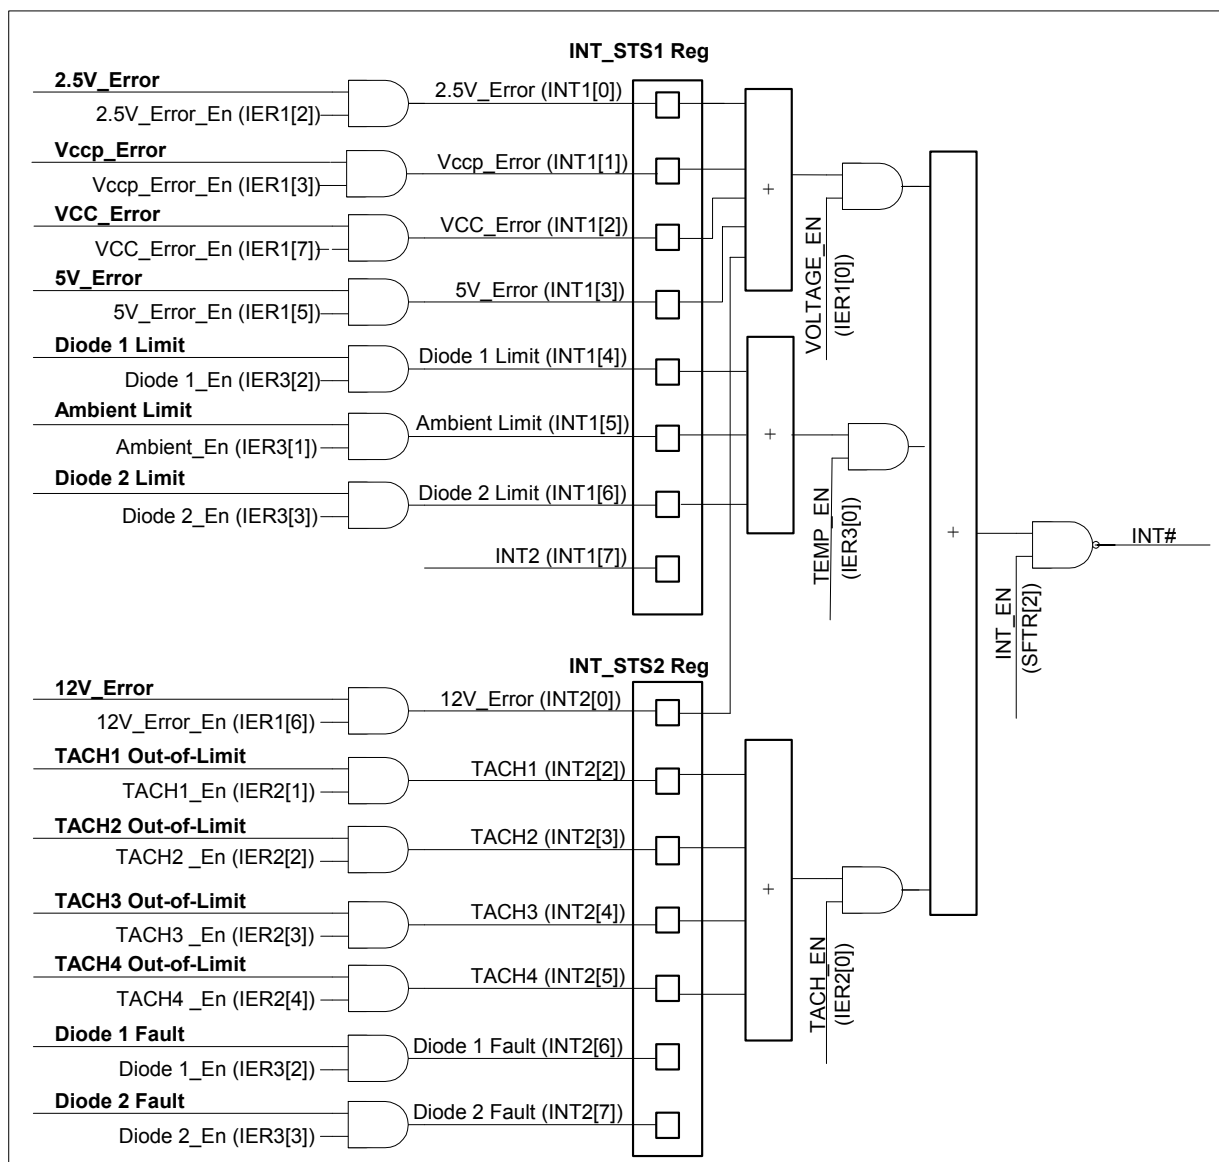 INT_STS1 Reg
2.5V_Error
2.5V_Error_En (IER1[2])
2.5V_Error (INT1[0])
Vccp_Error
Vccp_Error_En (IER1[3])
Vccp_Error (INT1[1])
VCC_Error
VCC_Error_En (IER1[7])
VCC_Error (INT1[2])
5V_Error
5V_Error_En (IER1[5])
5V_Error (INT1[3])
Diode 1 Limit
Diode 1_En (IER3[2])
Diode 1 Limit (INT1[4])
Ambient Limit
Ambient_En (IER3[1])
Ambient Limit (INT1[5])
Diode 2 Limit
Diode 2_En (IER3[3])
Diode 2 Limit (INT1[6])
INT2 (INT1[7])
+
VOLTAGE_EN
(IER1[0])
+
TEMP_EN
(IER3[0])
+
INT_EN
(SFTR[2])
INT#
INT_STS2 Reg
12V_Error
12V_Error_En (IER1[6])
12V_Error (INT2[0])
TACH1 Out-of-Limit
TACH1_En (IER2[1])
TACH1 (INT2[2])
TACH2 Out-of-Limit
TACH2 _En (IER2[2])
TACH2 (INT2[3])
TACH3 Out-of-Limit
TACH3 _En (IER2[3])
TACH3 (INT2[4])
TACH4 Out-of-Limit
TACH4 _En (IER2[4])
TACH4 (INT2[5])
Diode 1 Fault
Diode 1_En (IER3[2])
Diode 1 Fault (INT2[6])
Diode 2 Fault
Diode 2_En (IER3[3])
Diode 2 Fault (INT2[7])
+
TACH_EN
(IER2[0])